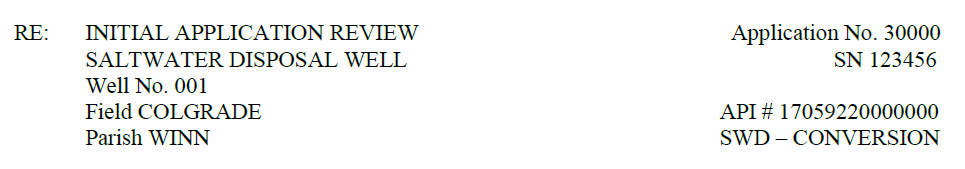 RE: INITIAL APPLICATION REVIEW Application No. 30000
SALTWATER DISPOSAL WELL SN 123456
Well No. 001
Field COLGRADE API # 17059220000000
Parish WINN SWD – CONVERSION